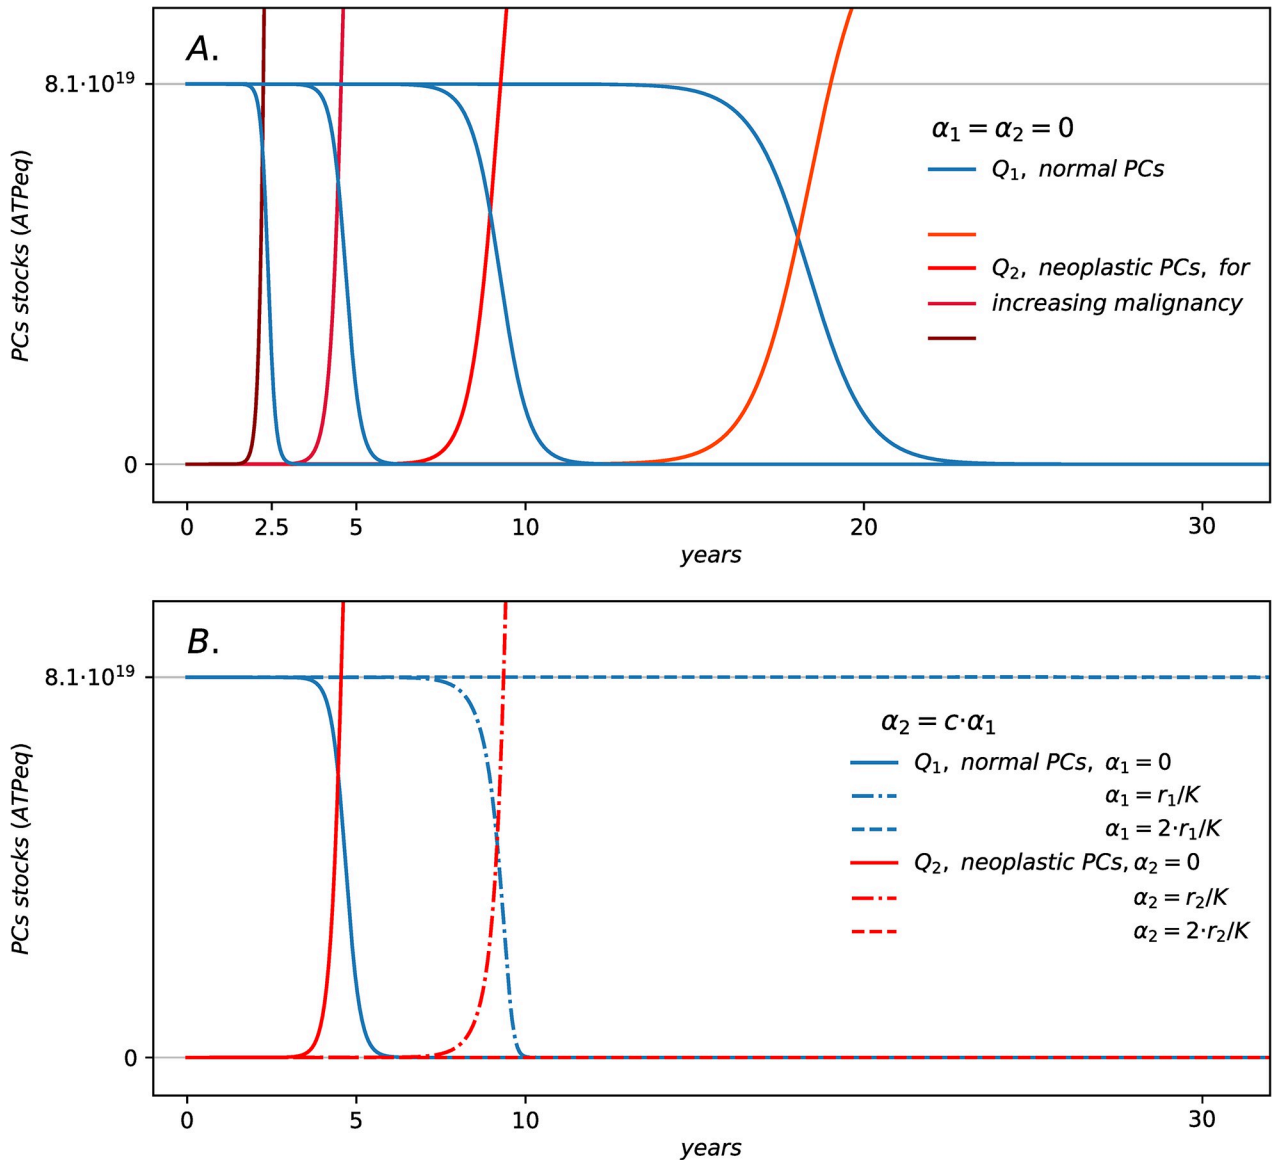 A.
8.1·10¹⁹
PCs stocks (ATPeq)
α₁ = α₂ = 0
Q₁, normal PCs
Q₂, neoplastic PCs, for
increasing malignancy
0
0 2.5 5 10 20 30
years
B.
8.1·10¹⁹
PCs stocks (ATPeq)
α₂ = c·α₁
Q₁, normal PCs, α₁ = 0
α₁ = r₁/K
α₁ = 2·r₁/K
Q₂, neoplastic PCs, α₂ = 0
α₂ = r₂/K
α₂ = 2·r₂/K
0
0 5 10 30
years